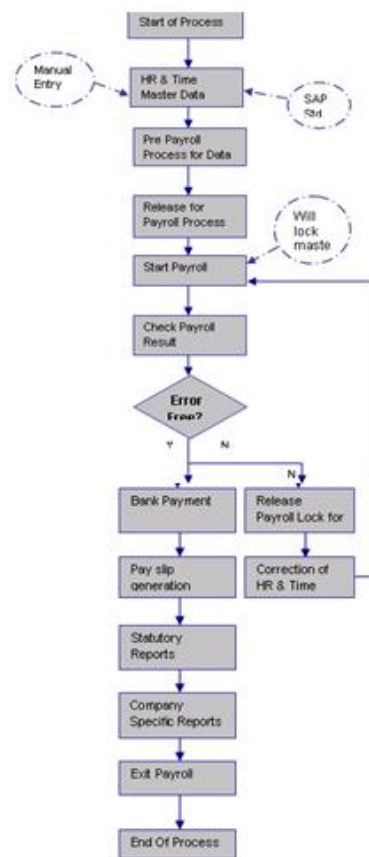 Start of Process
Manual
Entry
HR & Time
Master Data
SAP
Std
Pre Payroll
Process for Data
Release for
Payroll Process
Will
lock
maste
Start Payroll
Check Payroll
Result
Error
Free?
Y N
N
Bank Payment
Release
Payroll Lock for
Pay slip
generation
Correction of
HR & Time
Statutory
Reports
Company
Specific Reports
Exit Payroll
End Of Process